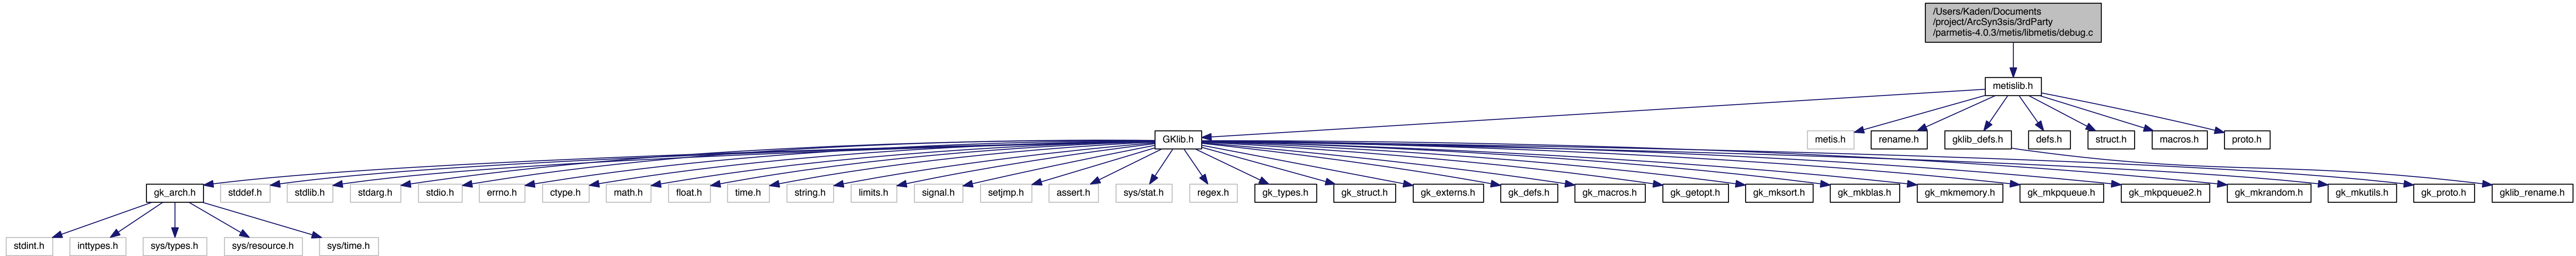 /Users/Kaden/Documents
/project/ArcSyn3sis/3rdParty
/parmetis-4.0.3/metis/libmetis/debug.c
metislib.h
GKlib.h
metis.h
rename.h
gklib_defs.h
defs.h
struct.h
macros.h
proto.h
gk_arch.h
stddef.h
stdlib.h
stdarg.h
stdio.h
errno.h
ctype.h
math.h
float.h
time.h
string.h
limits.h
signal.h
setjmp.h
assert.h
sys/stat.h
regex.h
gk_types.h
gk_struct.h
gk_externs.h
gk_defs.h
gk_macros.h
gk_getopt.h
gk_mksort.h
gk_mkblas.h
gk_mkmemory.h
gk_mkpqueue.h
gk_mkpqueue2.h
gk_mkrandom.h
gk_mkutils.h
gk_proto.h
gklib_rename.h
stdint.h
inttypes.h
sys/types.h
sys/resource.h
sys/time.h